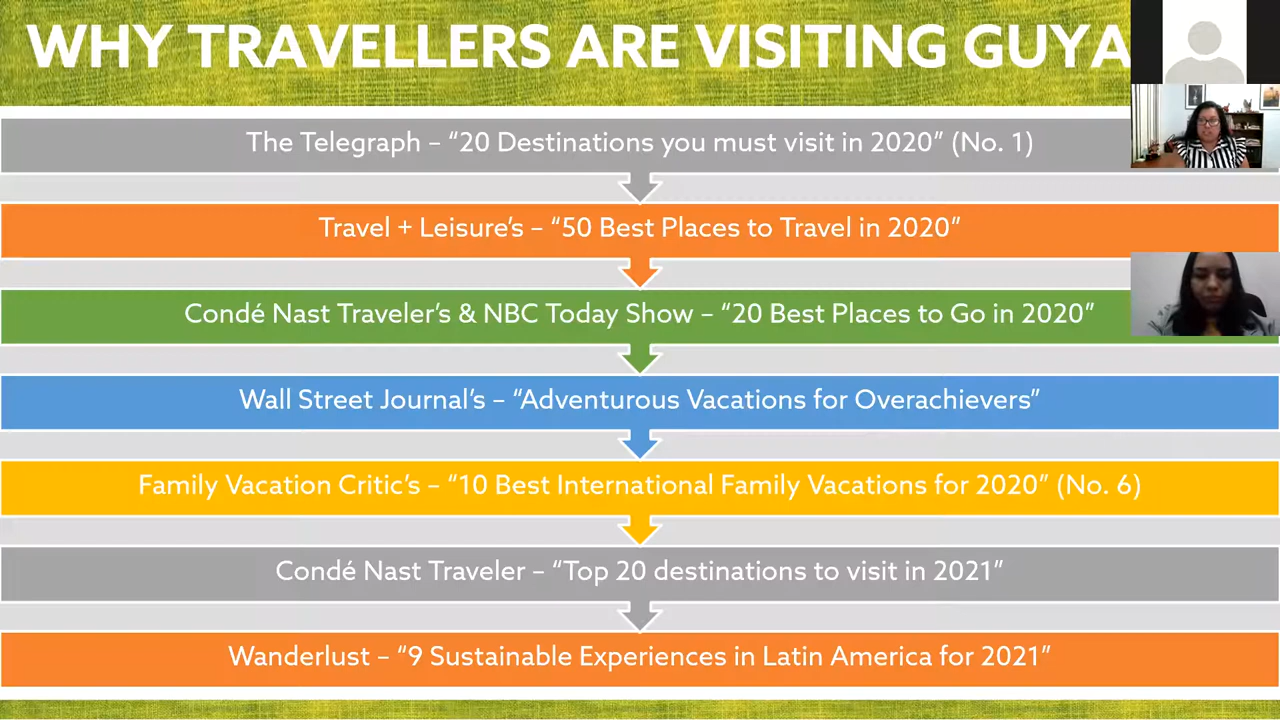 WHY TRAVELLERS ARE VISITING GUYA
The Telegraph – “20 Destinations you must visit in 2020” (No. 1)
Travel + Leisure’s – “50 Best Places to Travel in 2020”
Condé Nast Traveler’s & NBC Today Show – “20 Best Places to Go in 2020”
Wall Street Journal’s – “Adventurous Vacations for Overachievers”
Family Vacation Critic’s – “10 Best International Family Vacations for 2020” (No. 6)
Condé Nast Traveler – “Top 20 destinations to visit in 2021”
Wanderlust – “9 Sustainable Experiences in Latin America for 2021”